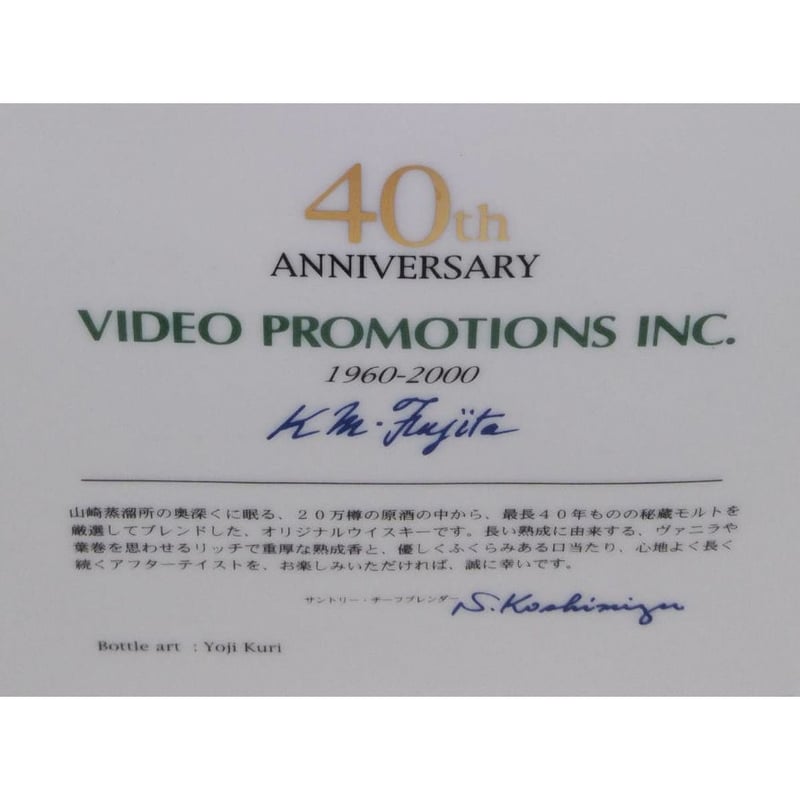 40th
ANNIVERSARY
VIDEO PROMOTIONS INC.
1960-2000
K M. Fujita
山崎蒸溜所の奥深くに眠る、20万樽の原酒の中から、最長40年ものの秘蔵モルトを
厳選してブレンドした、オリジナルウイスキーです。長い熟成に由来する、ヴァニラや
葉巻を思わせるリッチで重厚な熟成香と、優しくふくらみある口当たり、心地よく長く
続くアフターテイストを、お楽しみいただければ、誠に幸いです。
サントリー・チーフブレンダー S. Koshimizu
Bottle art : Yoji Kuri